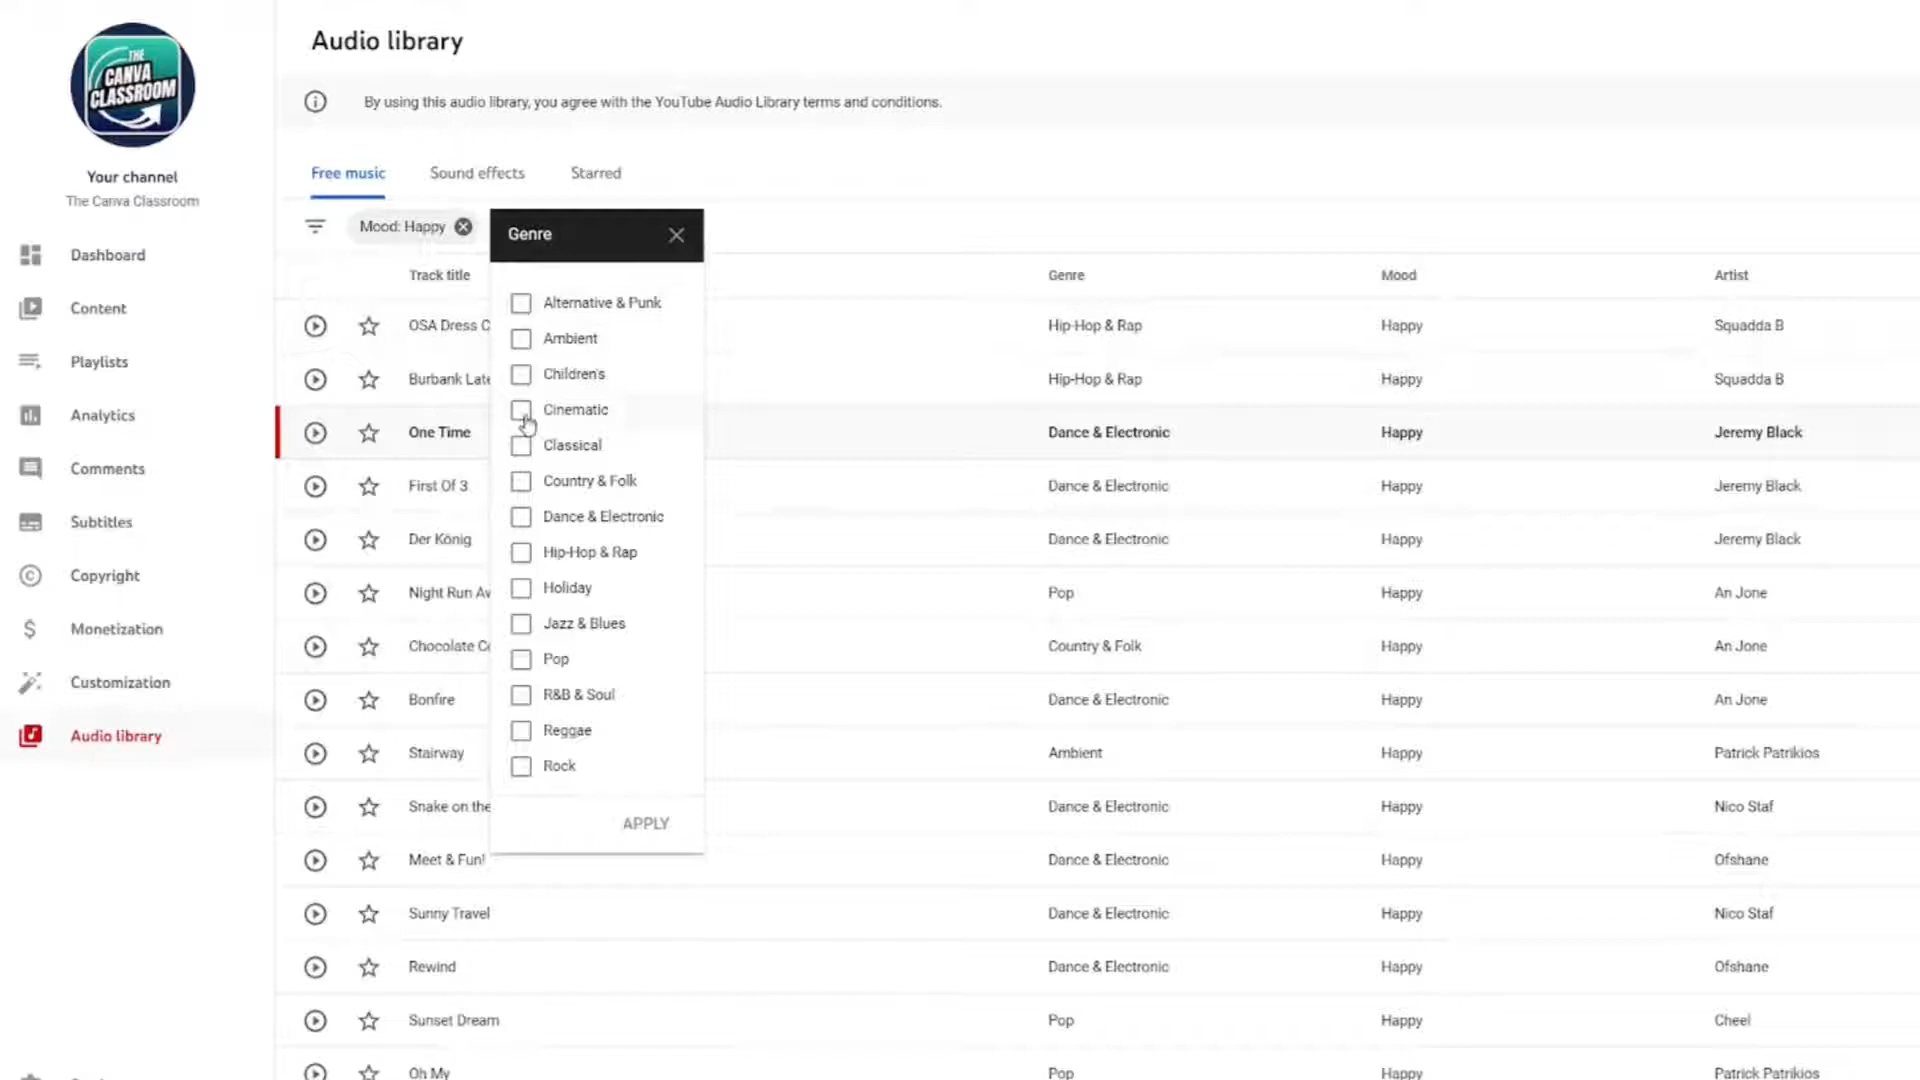 THE
CANVA
CLASSROOM
Your channel
The Canva Classroom
Dashboard
Content
Playlists
Analytics
Comments
Subtitles
Copyright
Monetization
Customization
Audio library
Audio library
By using this audio library, you agree with the YouTube Audio Library terms and conditions.
Free music Sound effects Starred
Mood: Happy
Genre
Alternative & Punk
Ambient
Children's
Cinematic
Classical
Country & Folk
Dance & Electronic
Hip-Hop & Rap
Holiday
Jazz & Blues
Pop
R&B & Soul
Reggae
Rock
APPLY
Track title Genre Mood Artist
OSA Dress C Hip-Hop & Rap Happy Squadda B
Burbank Late Hip-Hop & Rap Happy Squadda B
One Time Dance & Electronic Happy Jeremy Black
First Of 3 Dance & Electronic Happy Jeremy Black
Der König Dance & Electronic Happy Jeremy Black
Night Run Aw Pop Happy An Jone
Chocolate Co Country & Folk Happy An Jone
Bonfire Dance & Electronic Happy An Jone
Stairway Ambient Happy Patrick Patrikios
Snake on the Dance & Electronic Happy Nico Staf
Meet & Fun! Dance & Electronic Happy Ofshane
Sunny Travel Dance & Electronic Happy Nico Staf
Rewind Dance & Electronic Happy Ofshane
Sunset Dream Pop Happy Cheel
Oh My Pop Happy Patrick Patrikios